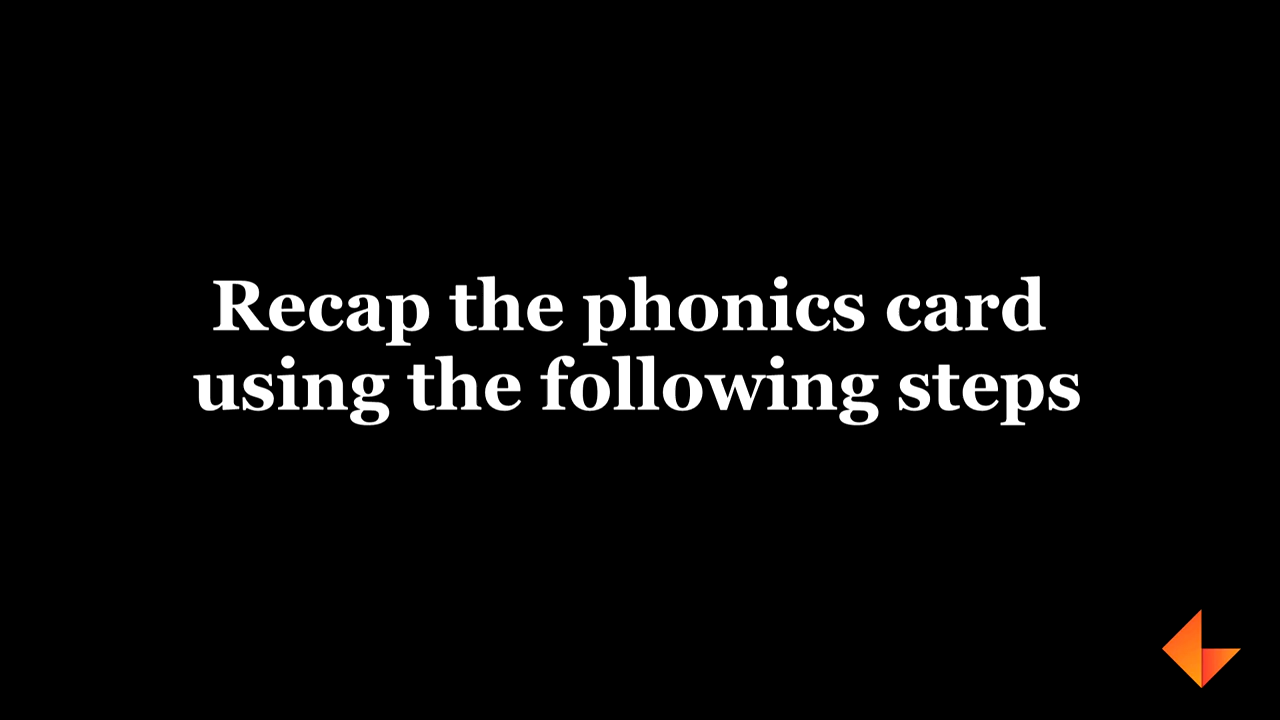 Recap the phonics card
using the following steps